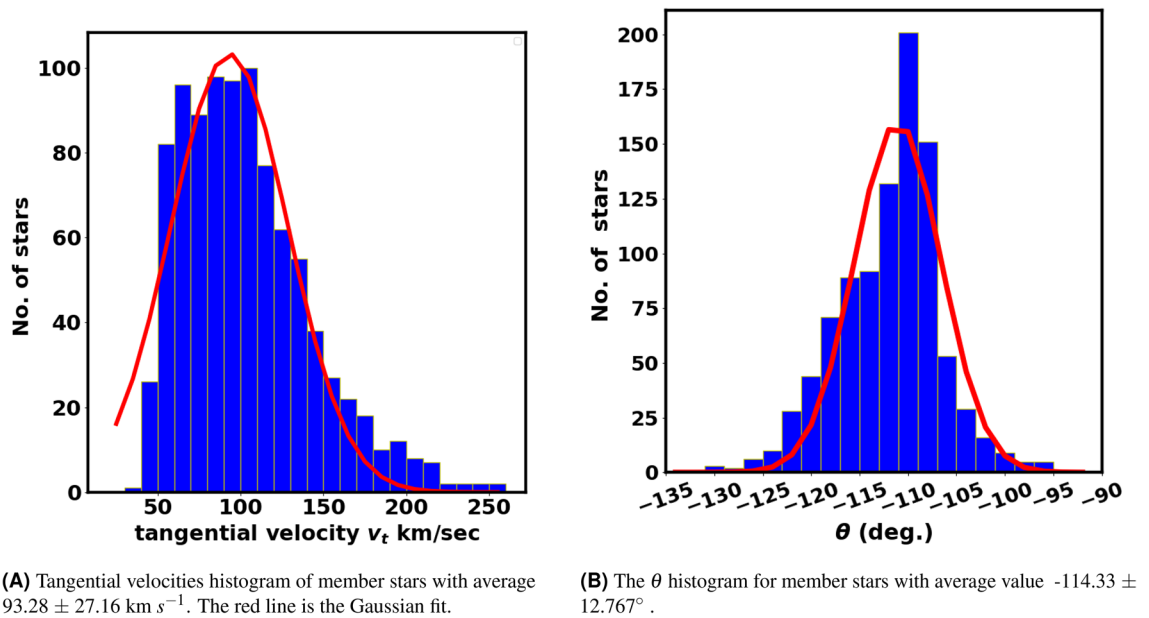 No. of stars
100
80
60
40
20
0
50 100 150 200 250
tangential velocity vₜ km/sec
No. of stars
200
175
150
125
100
75
50
25
0
−135 −130 −125 −120 −115 −110 −105 −100 −95 −90
θ (deg.)
(A) Tangential velocities histogram of member stars with average
93.28 ± 27.16 km s⁻¹. The red line is the Gaussian fit.
(B) The θ histogram for member stars with average value -114.33 ±
12.767° .